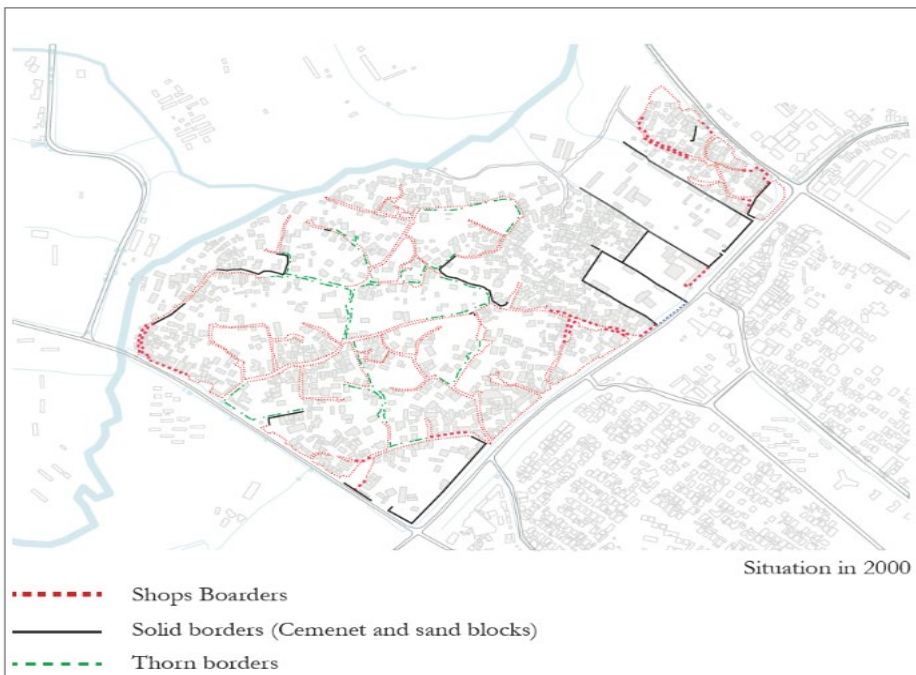 Situation in 2000
Shops Boarders
Solid borders (Cemenet and sand blocks)
Thorn borders